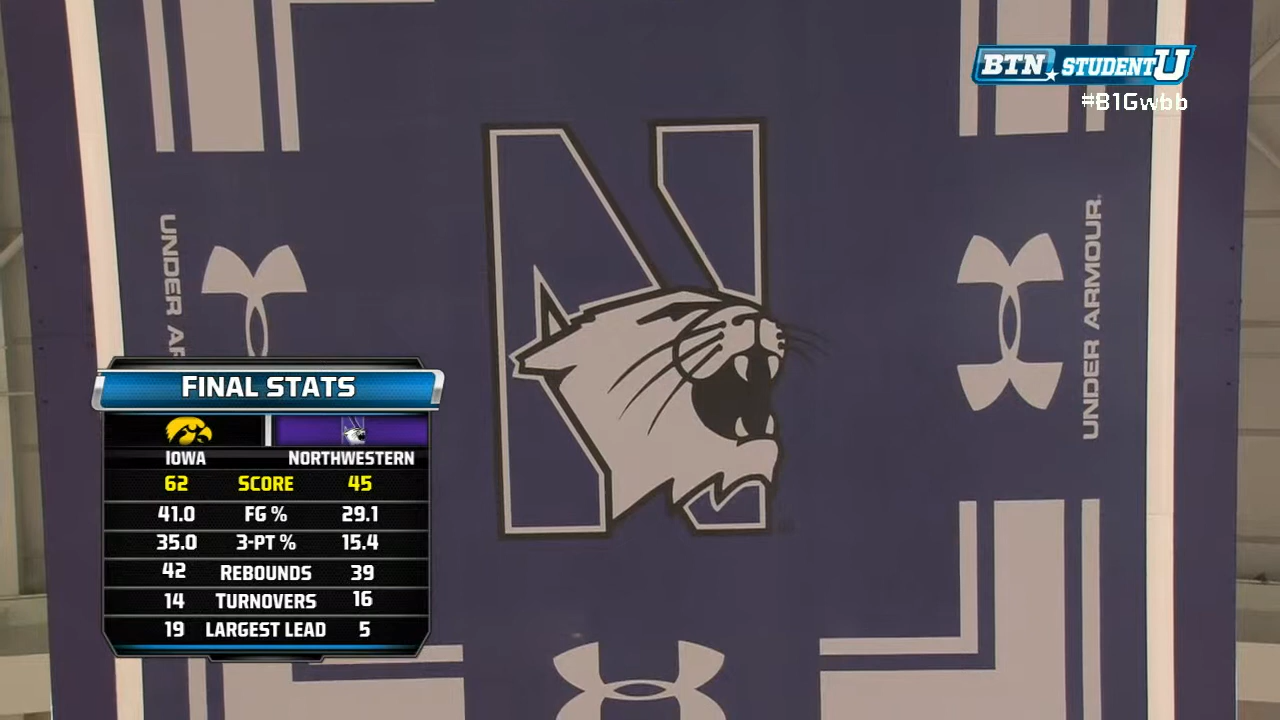 BTN STUDENTU
#B1Gwbb
UNDER ARMOUR
UNDER AR
FINAL STATS
IOWA NORTHWESTERN
62 SCORE 45
41.0 FG % 29.1
35.0 3-PT % 15.4
42 REBOUNDS 39
14 TURNOVERS 16
19 LARGEST LEAD 5
N